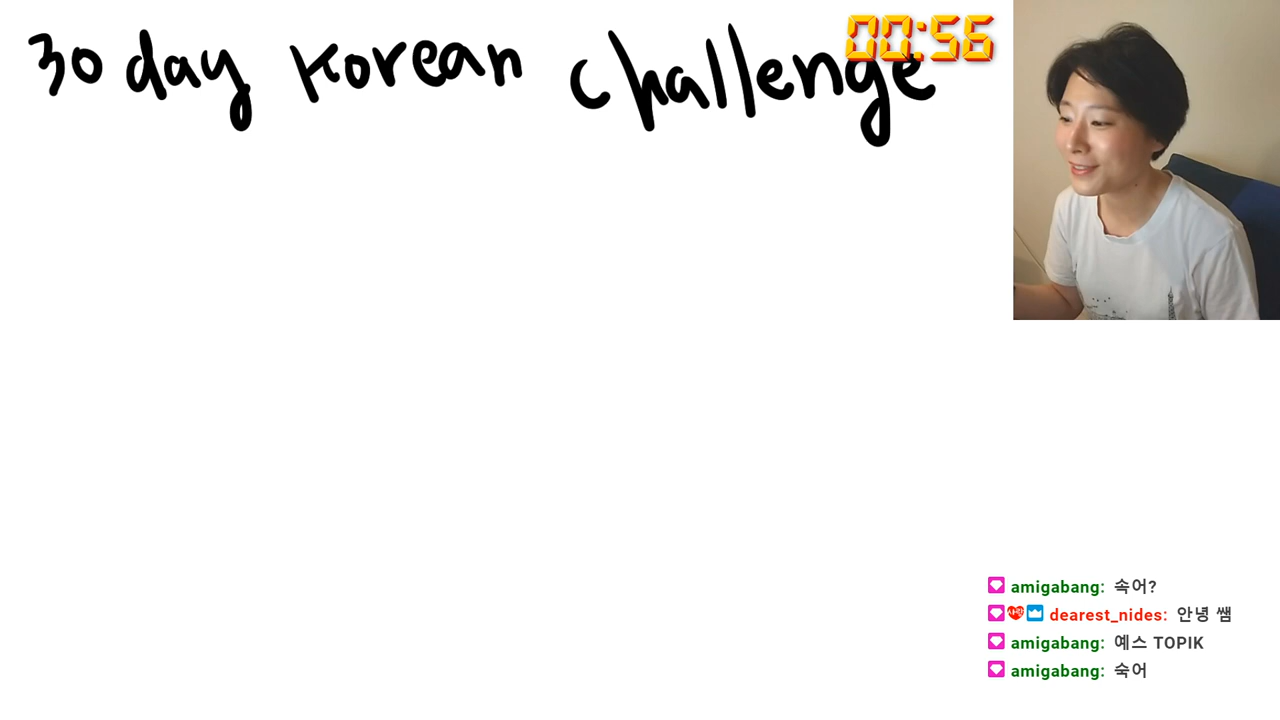 30 day Korean challenge
00:56
amigabang: 속어?
dearest_nides: 안녕 쌤
amigabang: 예스 TOPIK
amigabang: 숙어